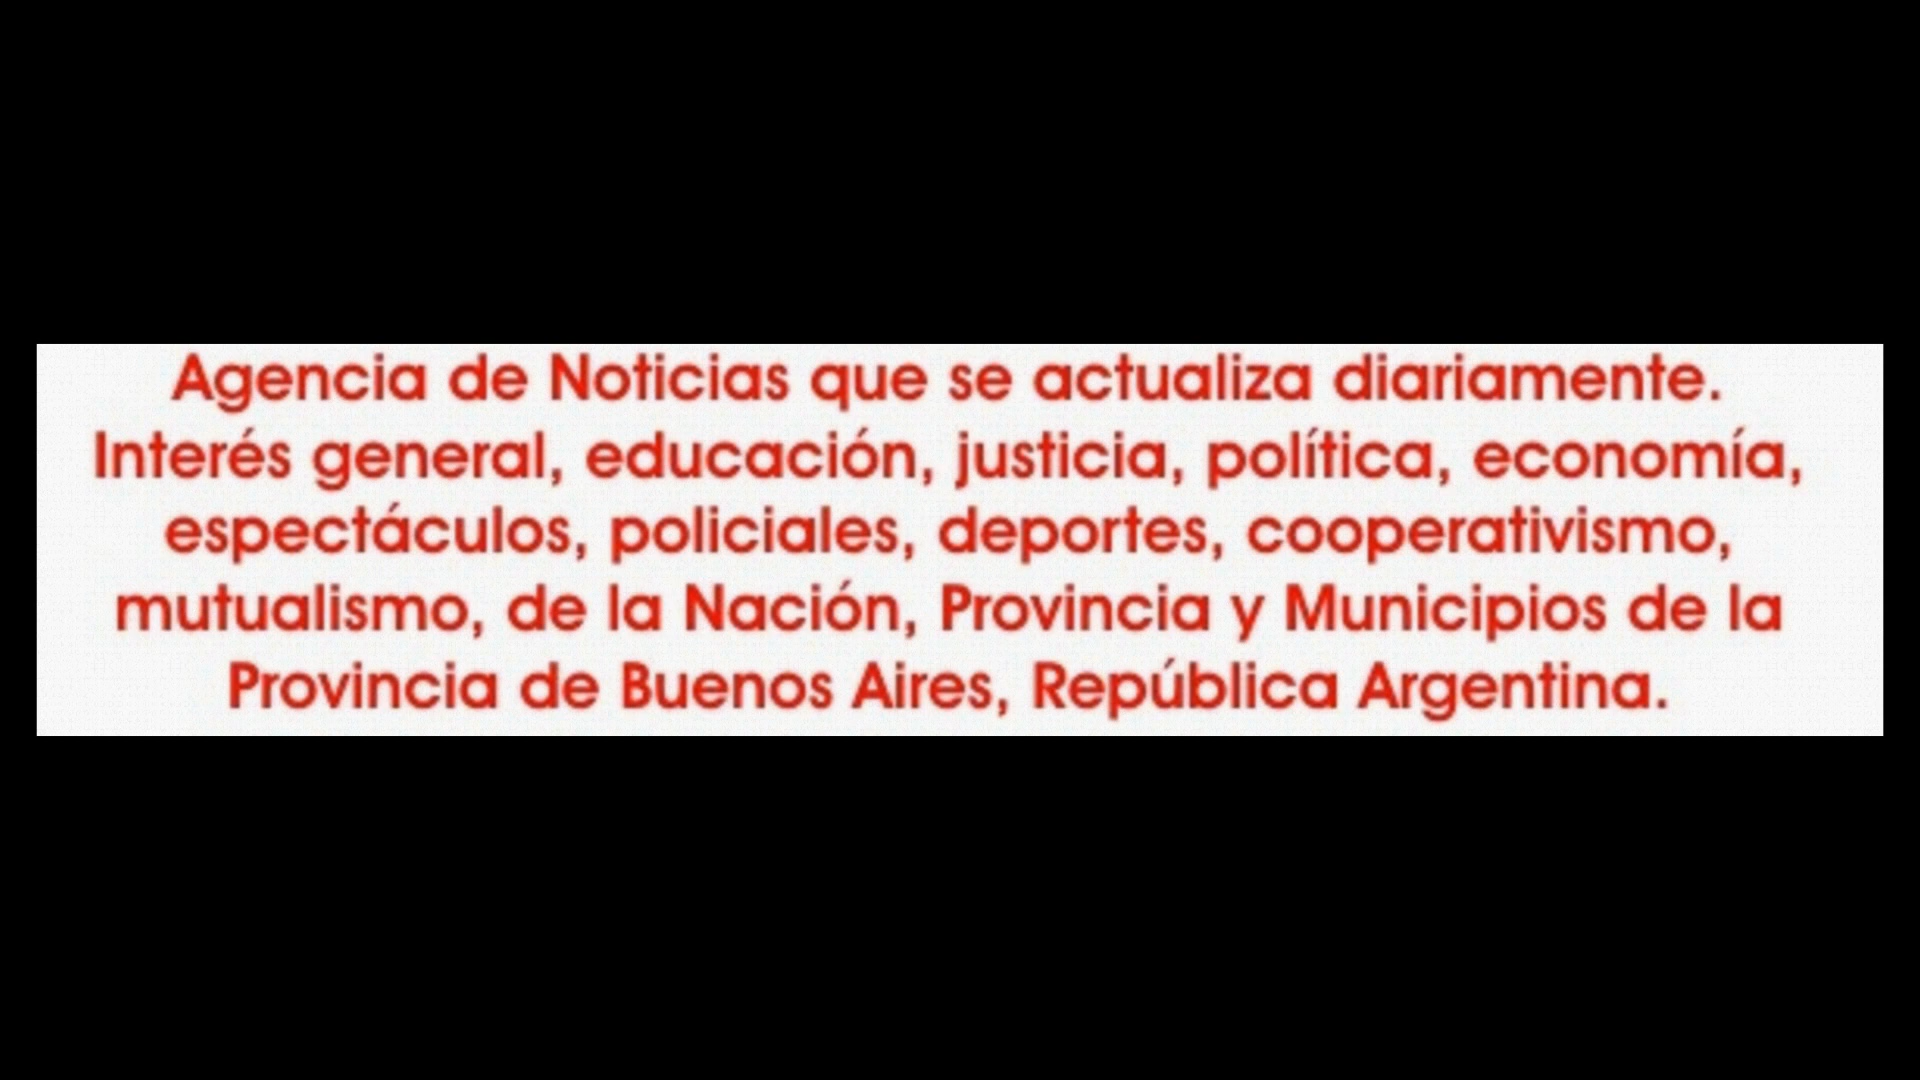 Agencia de Noticias que se actualiza diariamente.
Interés general, educación, justicia, política, economía,
espectáculos, policiales, deportes, cooperativismo,
mutualismo, de la Nación, Provincia y Municipios de la
Provincia de Buenos Aires, República Argentina.